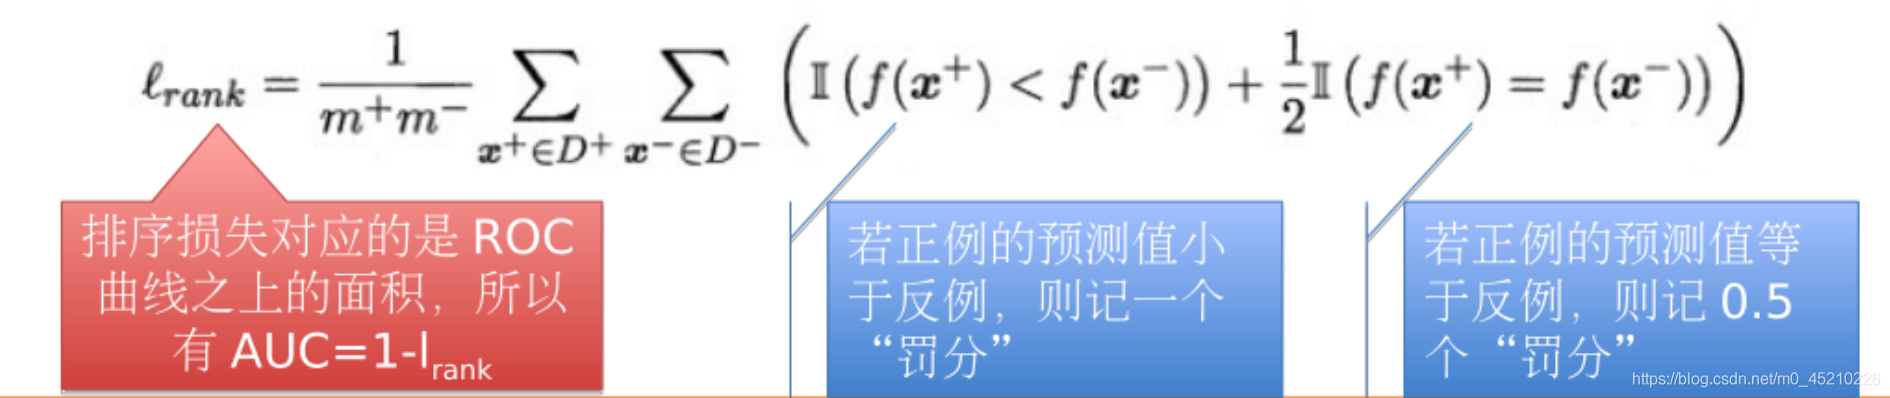 ℓ_rank = 1/(m⁺m⁻) ∑_{x⁺∈D⁺} ∑_{x⁻∈D⁻} (𝕀(f(x⁺) < f(x⁻)) + 1/2 𝕀(f(x⁺) = f(x⁻)))
排序损失对应的是 ROC
曲线之上的面积，所以
有 AUC=1-l_rank
若正例的预测值小
于反例，则记一个
“罚分”
若正例的预测值等
于反例，则记 0.5
个“罚分”
https://blog.csdn.net/m0_45210226